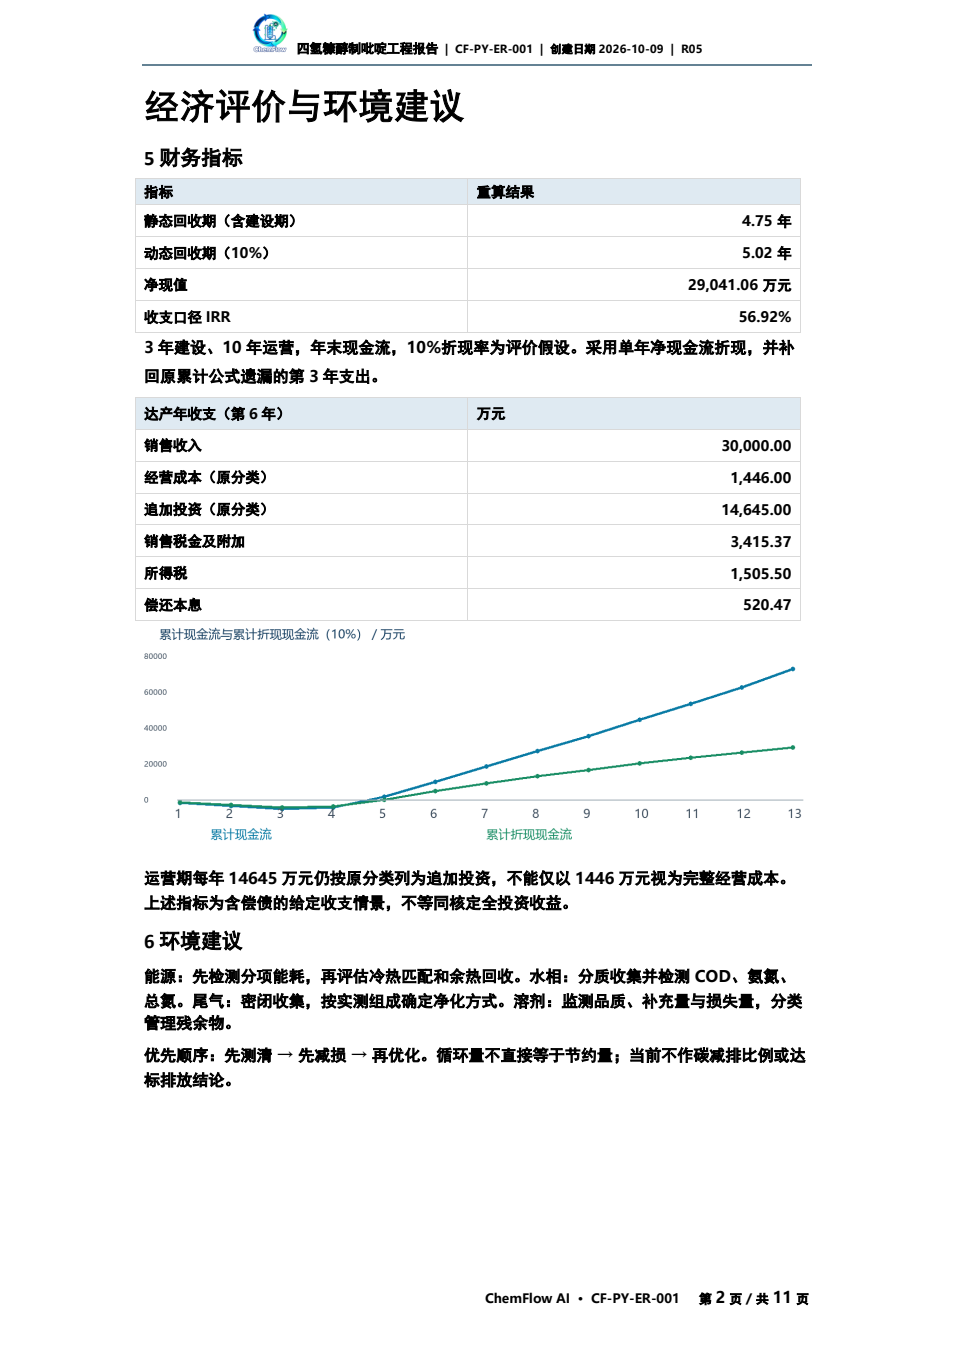 ChemFlow
四氢糠醇制吡啶工程报告 | CF-PY-ER-001 | 创建日期 2026-10-09 | R05
经济评价与环境建议
5 财务指标
指标 重算结果
静态回收期（含建设期） 4.75 年
动态回收期（10%） 5.02 年
净现值 29,041.06 万元
收支口径 IRR 56.92%
3 年建设、10 年运营，年末现金流，10%折现率为评价假设。采用单年净现金流折现，并补
回原累计公式遗漏的第 3 年支出。
达产年收支（第 6 年） 万元
销售收入 30,000.00
经营成本（原分类） 1,446.00
追加投资（原分类） 14,645.00
销售税金及附加 3,415.37
所得税 1,505.50
偿还本息 520.47
累计现金流与累计折现现金流（10%） / 万元
80000
60000
40000
20000
0
1 2 3 4 5 6 7 8 9 10 11 12 13
累计现金流 累计折现现金流
运营期每年 14645 万元仍按原分类列为追加投资，不能仅以 1446 万元视为完整经营成本。
上述指标为含偿债的给定收支情景，不等同核定全投资收益。
6 环境建议
能源：先检测分项能耗，再评估冷热匹配和余热回收。水相：分质收集并检测 COD、氨氮、
总氮。尾气：密闭收集，按实测组成确定净化方式。溶剂：监测品质、补充量与损失量，分类
管理残余物。
优先顺序：先测清 → 先减损 → 再优化。循环量不直接等于节约量；当前不作碳减排比例或达
标排放结论。
ChemFlow AI · CF-PY-ER-001 第 2 页 / 共 11 页